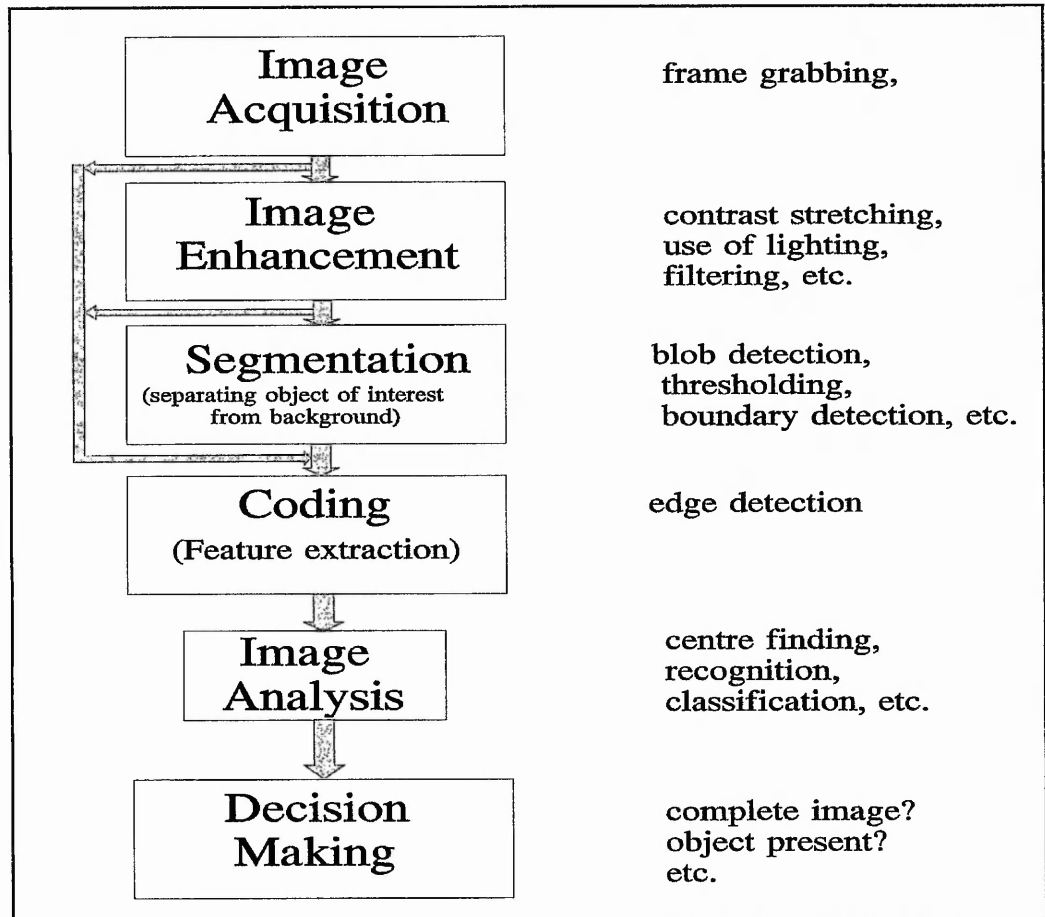 Image
Acquisition
frame grabbing,
Image
Enhancement
contrast stretching,
use of lighting,
filtering, etc.
Segmentation
(separating object of interest
from background)
blob detection,
thresholding,
boundary detection, etc.
Coding
(Feature extraction)
edge detection
Image
Analysis
centre finding,
recognition,
classification, etc.
Decision
Making
complete image?
object present?
etc.